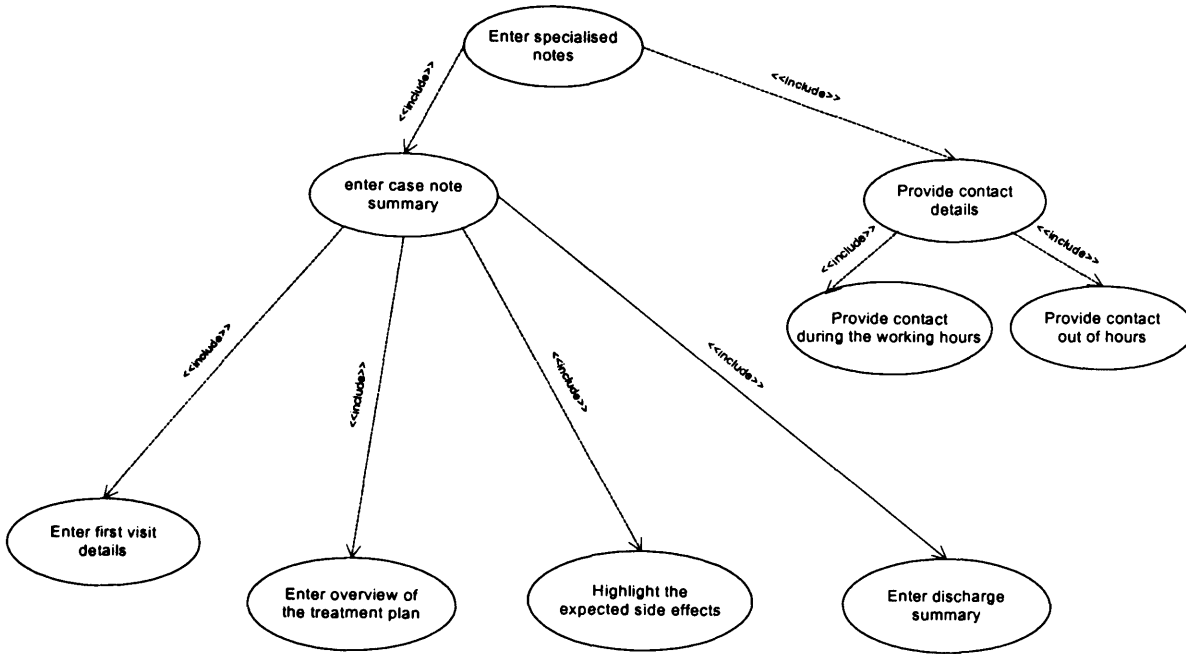 Enter specialised
notes
<<include>>
<<include>>
enter case note
summary
Provide contact
details
<<include>>
<<include>>
Provide contact
during the working hours
Provide contact
out of hours
<<include>>
<<include>>
<<include>>
<<include>>
Enter first visit
details
Enter overview of
the treatment plan
Highlight the
expected side effects
Enter discharge
summary